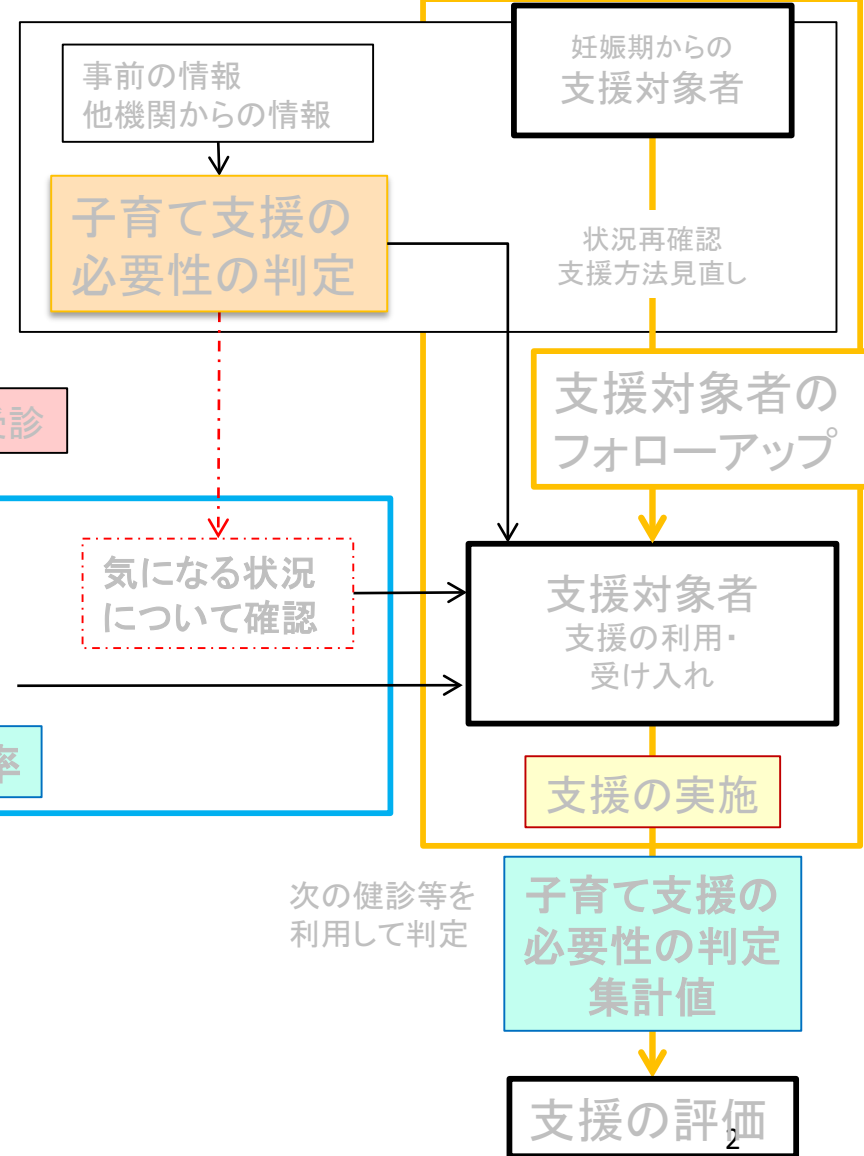 妊娠期からの
支援対象者
事前の情報
他機関からの情報
子育て支援の
必要性の判定
状況再確認
支援方法見直し
支援対象者の
フォローアップ
診
気になる状況
について確認
支援対象者
支援の利用・
受け入れ
率
支援の実施
次の健診等を
利用して判定
子育て支援の
必要性の判定
集計値
支援の評価
2